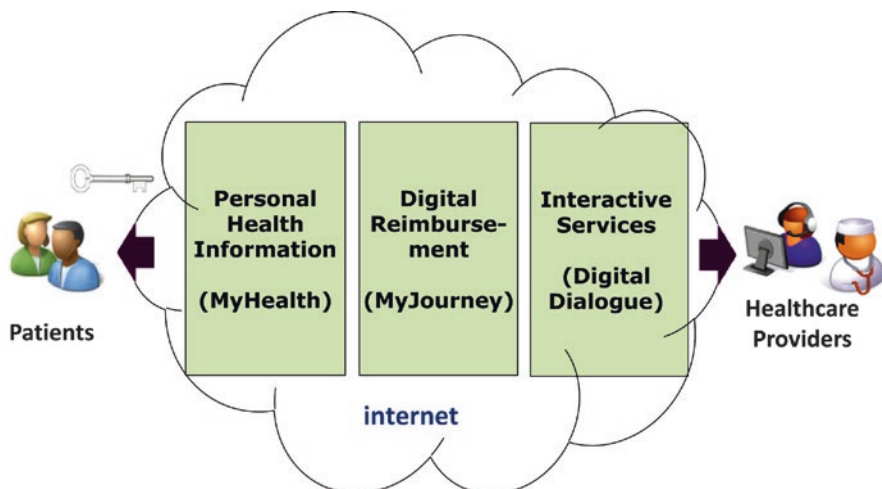 Personal
Health
Information
(MyHealth)
Digital
Reimburse-
ment
(MyJourney)
Interactive
Services
(Digital
Dialogue)
Patients
Healthcare
Providers
internet